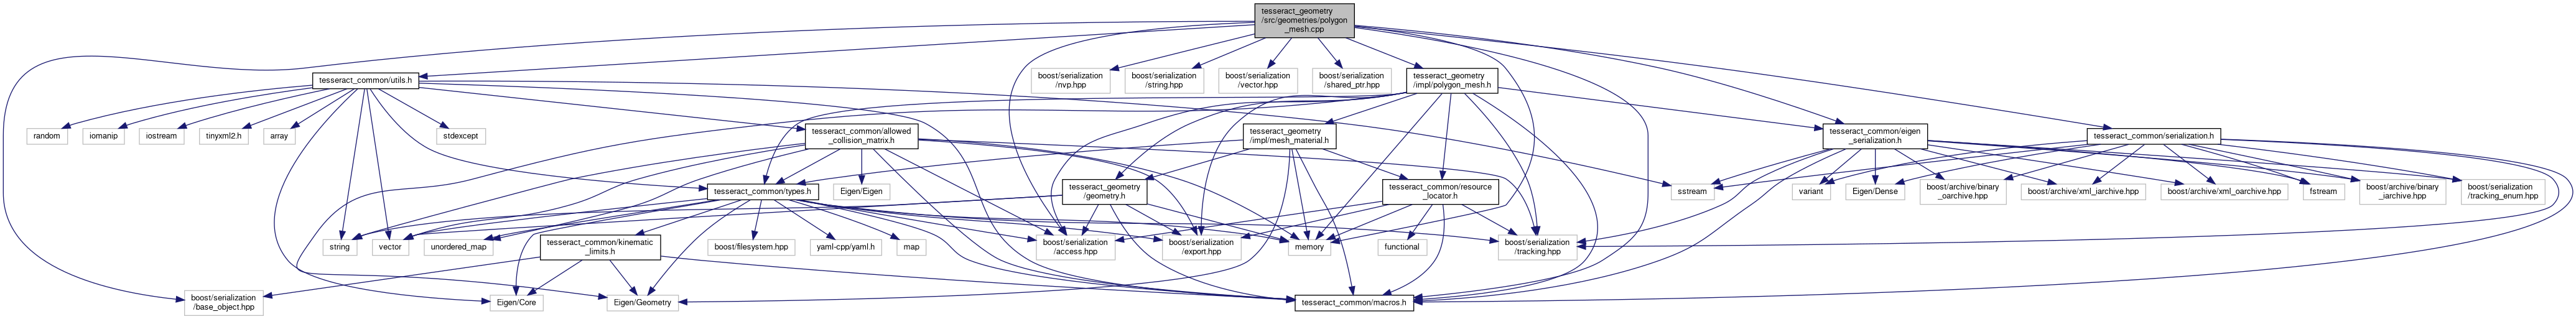 tesseract_geometry
/src/geometries/polygon
_mesh.cpp
tesseract_common/utils.h
boost/serialization
/nvp.hpp
boost/serialization
/string.hpp
boost/serialization
/vector.hpp
boost/serialization
/shared_ptr.hpp
tesseract_geometry
/impl/polygon_mesh.h
random
iomanip
iostream
tinyxml2.h
array
stdexcept
tesseract_common/allowed
_collision_matrix.h
tesseract_geometry
/impl/mesh_material.h
tesseract_common/eigen
_serialization.h
tesseract_common/serialization.h
tesseract_common/types.h
Eigen/Eigen
tesseract_geometry
/geometry.h
tesseract_common/resource
_locator.h
sstream
variant
Eigen/Dense
boost/archive/binary
_oarchive.hpp
boost/archive/xml_iarchive.hpp
boost/archive/xml_oarchive.hpp
fstream
boost/archive/binary
_iarchive.hpp
boost/serialization
/tracking_enum.hpp
string
vector
unordered_map
tesseract_common/kinematic
_limits.h
boost/filesystem.hpp
yaml-cpp/yaml.h
map
boost/serialization
/access.hpp
boost/serialization
/export.hpp
memory
functional
boost/serialization
/tracking.hpp
boost/serialization
/base_object.hpp
Eigen/Core
Eigen/Geometry
tesseract_common/macros.h